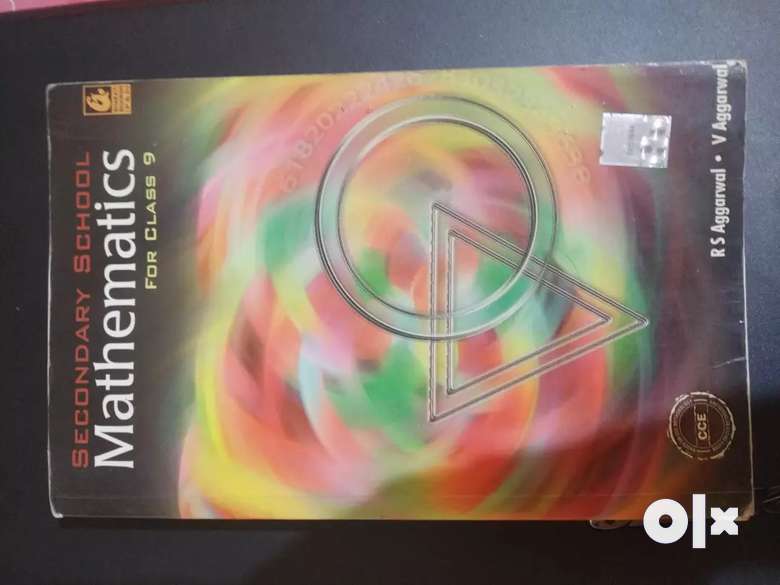 SECONDARY SCHOOL
Mathematics
FOR CLASS 9
R S Aggarwal • V Aggarwal
CCE
olx